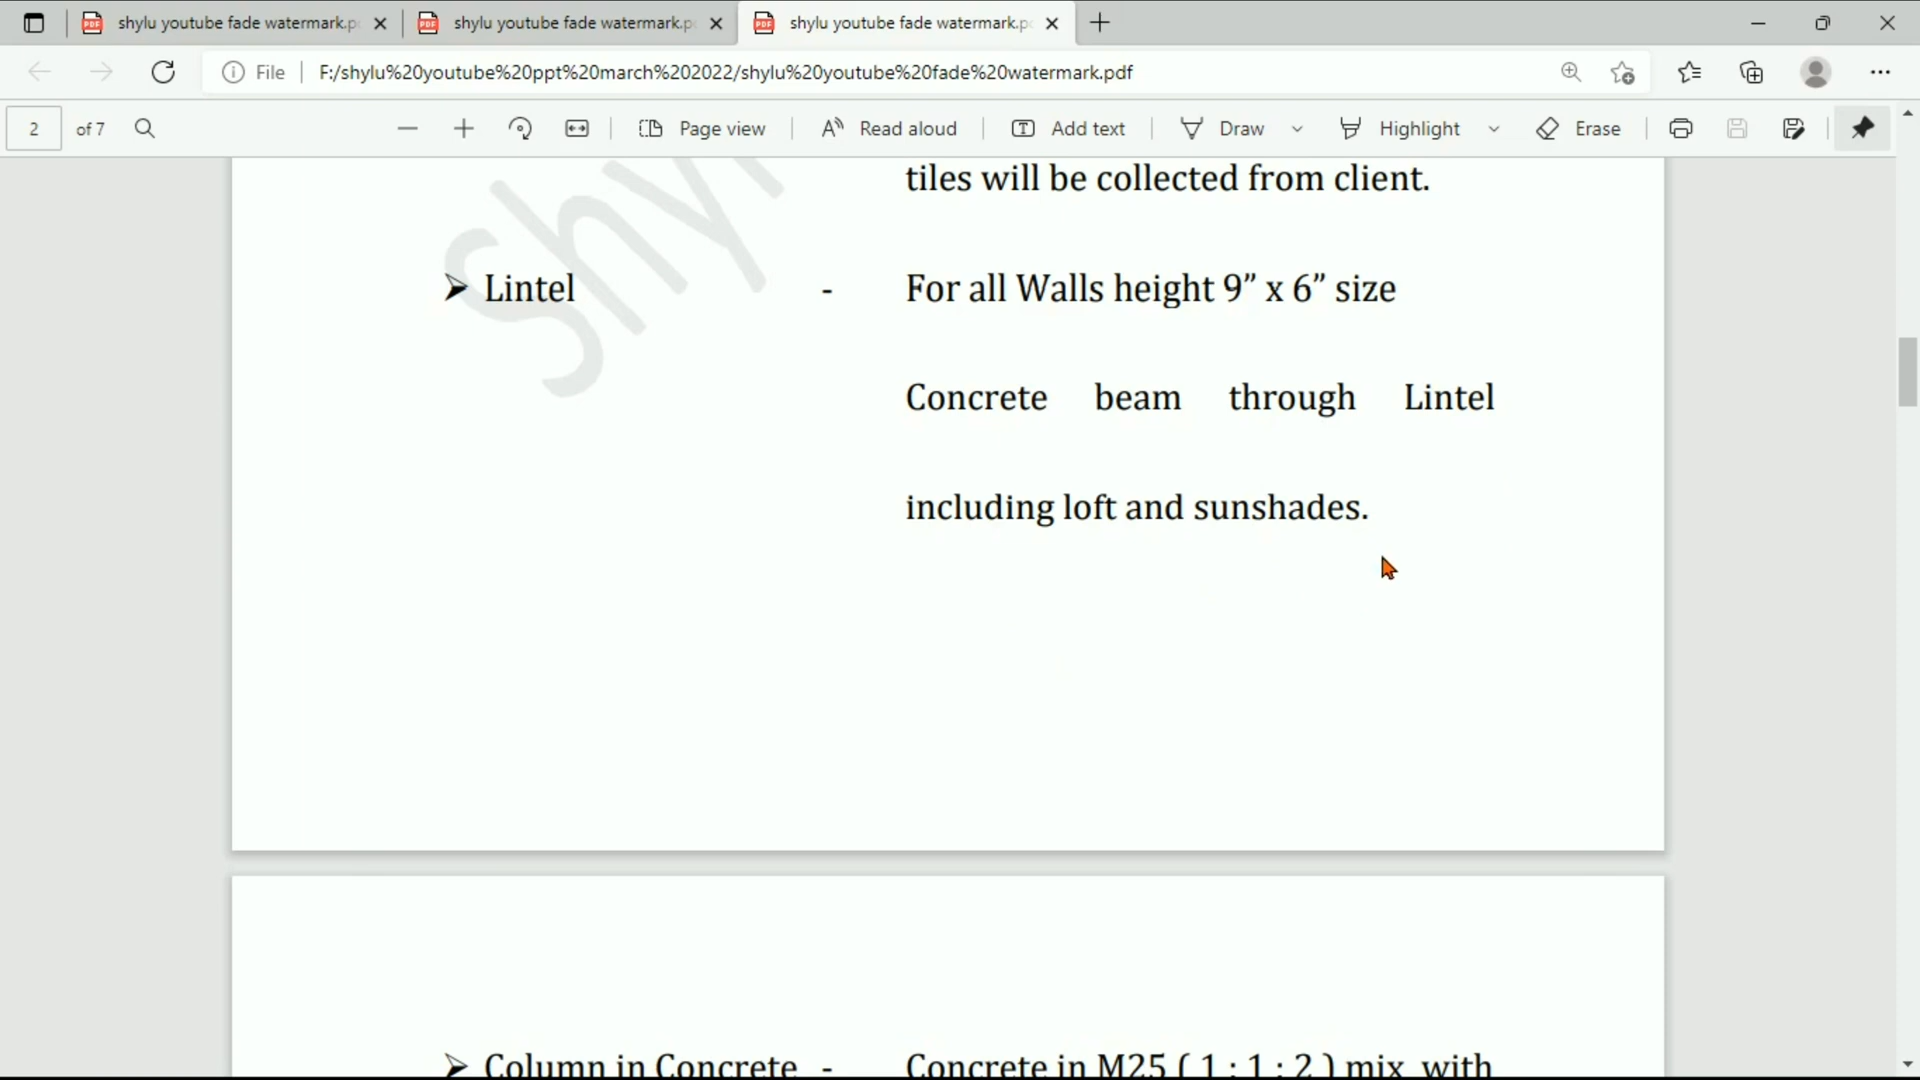 shylu youtube fade watermark.p
shylu youtube fade watermark.p
shylu youtube fade watermark.p
File
F:/shylu%20youtube%20ppt%20march%202022/shylu%20youtube%20fade%20watermark.pdf
2 of 7
Page view
Read aloud
Add text
Draw
Highlight
Erase
Shyl
tiles will be collected from client.
➢ Lintel - For all Walls height 9” x 6” size
Concrete beam through Lintel
including loft and sunshades.
➢ Column in Concrete - Concrete in M25 ( 1 : 1 : 2 ) mix with